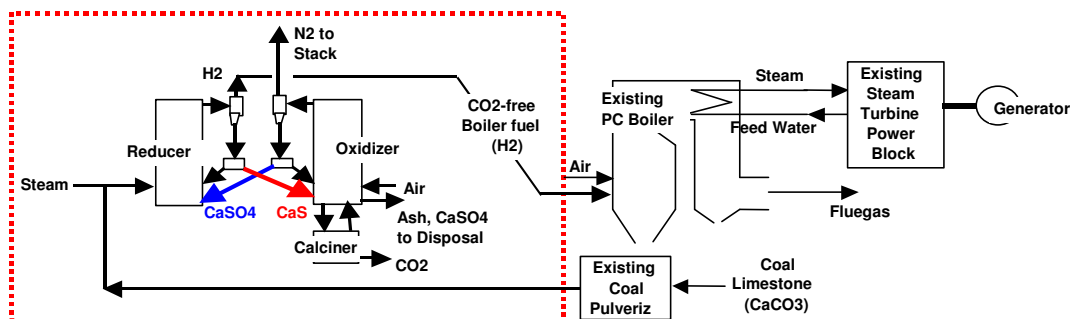 N2 to
Stack
H2
Reducer
Oxidizer
Steam
CaSO4
CaS
Air
Ash, CaSO4
to Disposal
Calciner
CO2
CO2-free
Boiler fuel
(H2)
Air
Existing
PC Boiler
Steam
Feed Water
Existing
Steam
Turbine
Power
Block
Generator
Fluegas
Existing
Coal
Pulveriz
Coal
Limestone
(CaCO3)